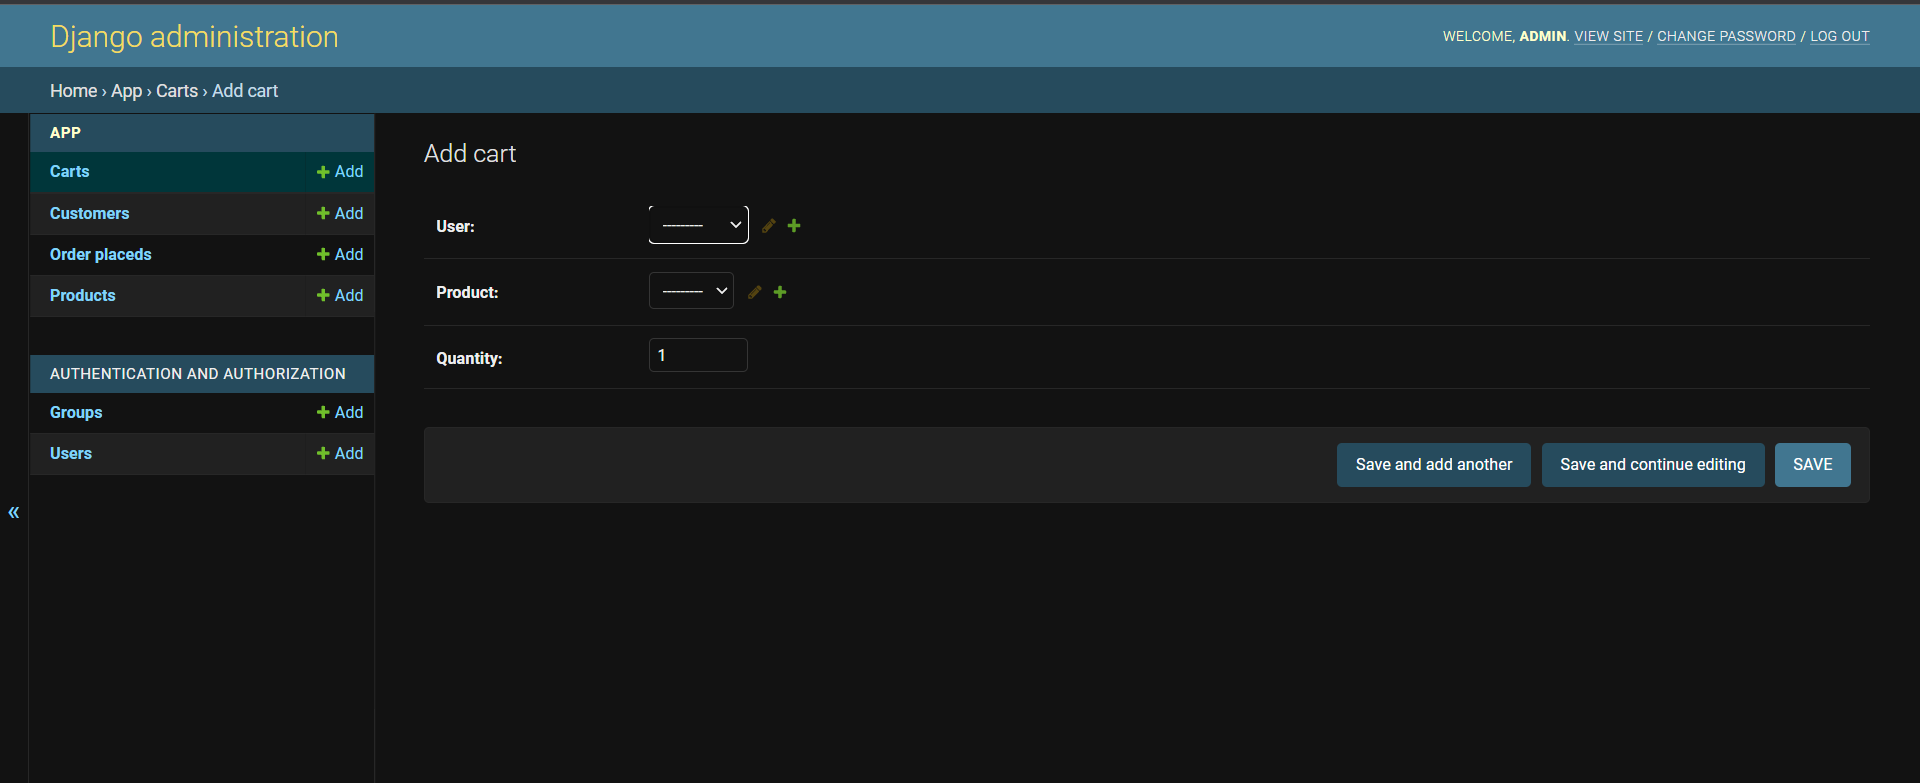 Django administration
WELCOME, ADMIN. VIEW SITE / CHANGE PASSWORD / LOG OUT
Home › App › Carts › Add cart
APP
Carts + Add
Customers + Add
Order placeds + Add
Products + Add
AUTHENTICATION AND AUTHORIZATION
Groups + Add
Users + Add
«
Add cart
User: ---------
Product: ---------
Quantity: 1
Save and add another Save and continue editing SAVE